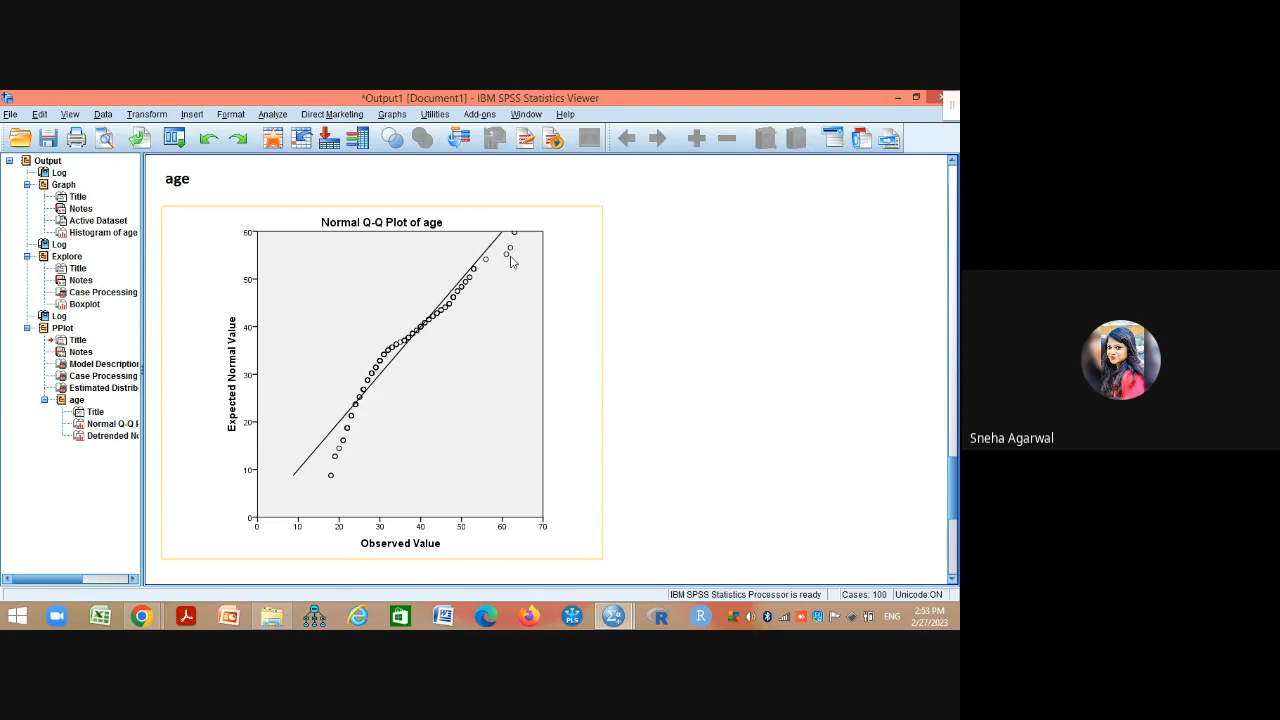 *Output1 [Document1] - IBM SPSS Statistics Viewer
File Edit View Data Transform Insert Format Analyze Direct Marketing Graphs Utilities Add-ons Window Help
Output
Log
Graph
Title
Notes
Active Dataset
Histogram of age
Log
Explore
Title
Notes
Case Processing
Boxplot
Log
PPlot
Title
Notes
Model Description
Case Processing
Estimated Distrib
age
Title
Normal Q-Q P
Detrended No
age
Normal Q-Q Plot of age
60
50
40
30
20
10
0
Expected Normal Value
0 10 20 30 40 50 60 70
Observed Value
IBM SPSS Statistics Processor is ready Cases: 100 Unicode:ON
PLS
R
R
ENG
2:53 PM
2/27/2023
Sneha Agarwal